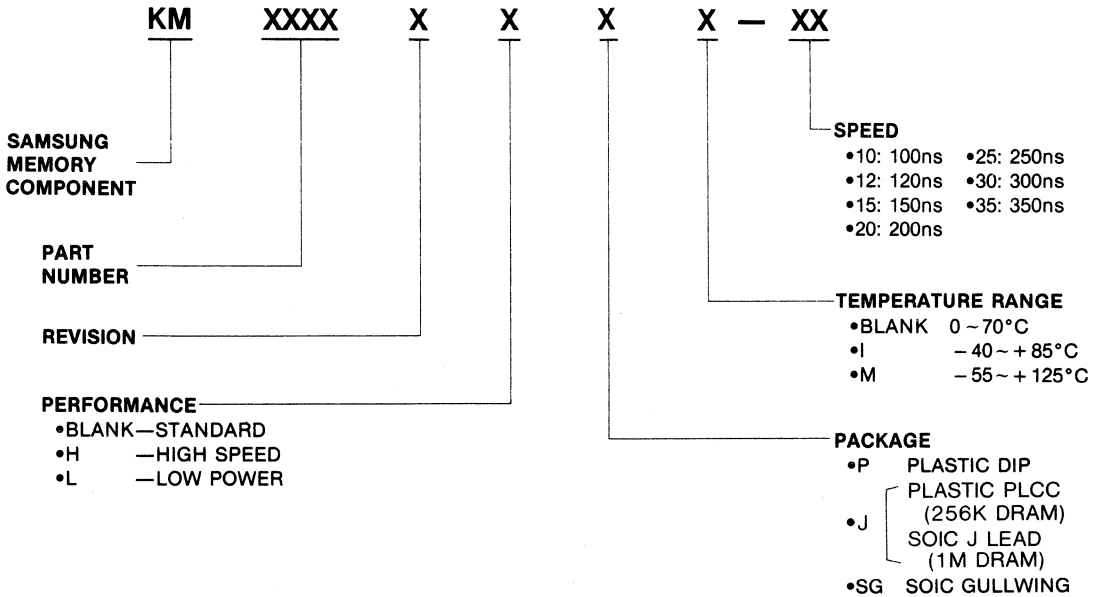 KM XXXX X X X X — XX
SAMSUNG
MEMORY
COMPONENT
PART
NUMBER
REVISION
PERFORMANCE
•BLANK—STANDARD
•H —HIGH SPEED
•L —LOW POWER
SPEED
•10: 100ns •25: 250ns
•12: 120ns •30: 300ns
•15: 150ns •35: 350ns
•20: 200ns
TEMPERATURE RANGE
•BLANK 0~70°C
•I −40~+85°C
•M −55~+125°C
PACKAGE
•P PLASTIC DIP
•J PLASTIC PLCC
(256K DRAM)
SOIC J LEAD
(1M DRAM)
•SG SOIC GULLWING